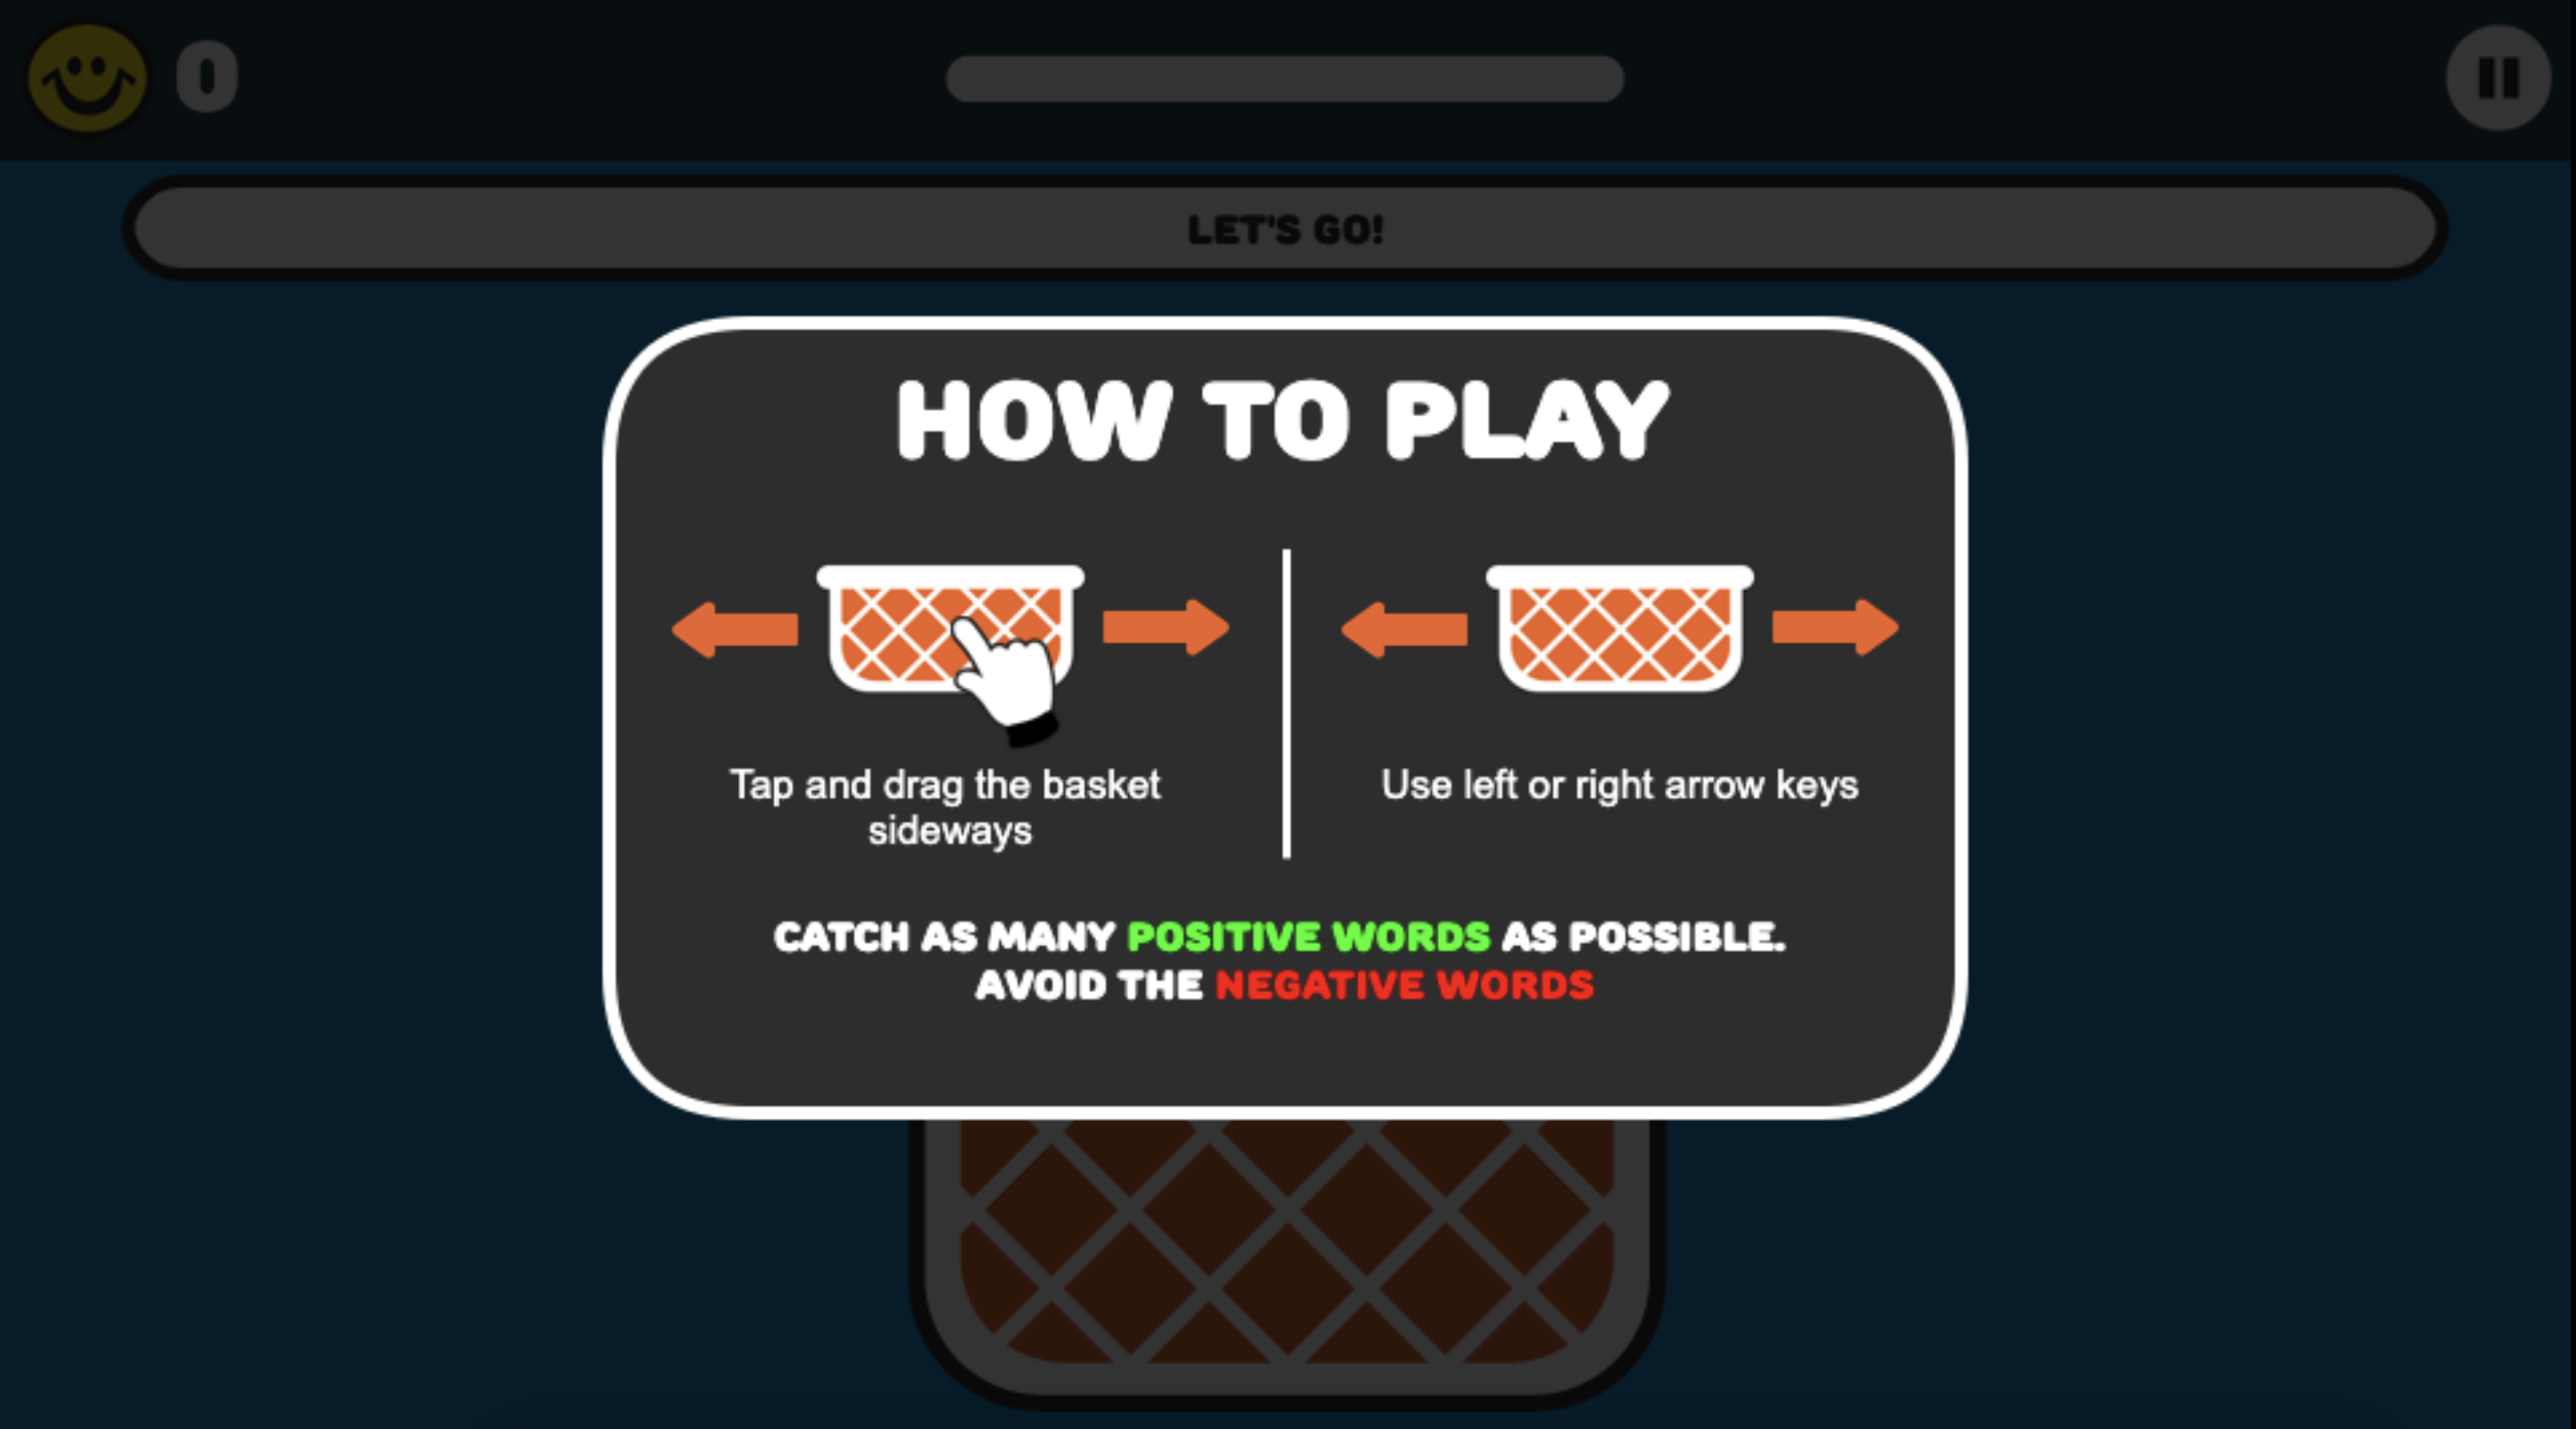 0
LET'S GO!
HOW TO PLAY
Tap and drag the basket
sideways
Use left or right arrow keys
CATCH AS MANY POSITIVE WORDS AS POSSIBLE.
AVOID THE NEGATIVE WORDS